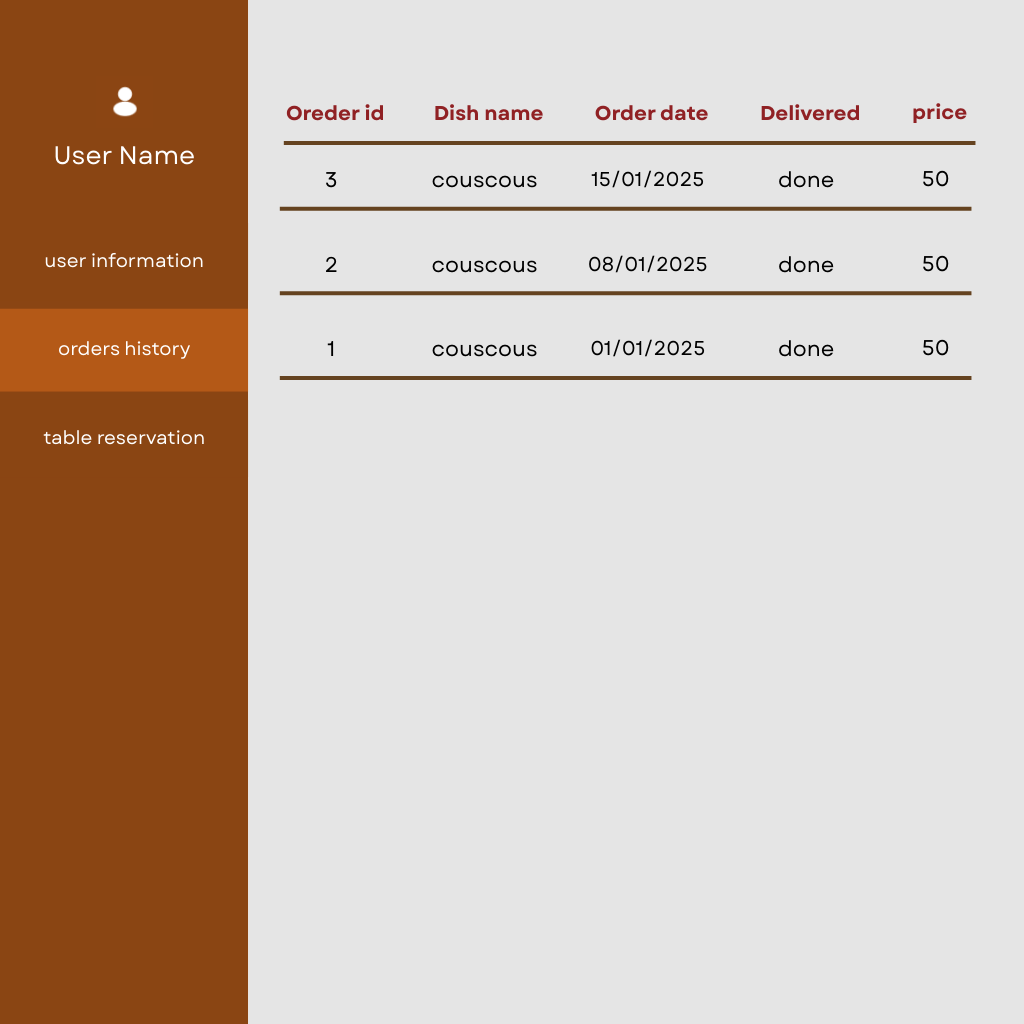 User Name
user information
orders history
table reservation
Oreder id Dish name Order date Delivered price
3 couscous 15/01/2025 done 50
2 couscous 08/01/2025 done 50
1 couscous 01/01/2025 done 50